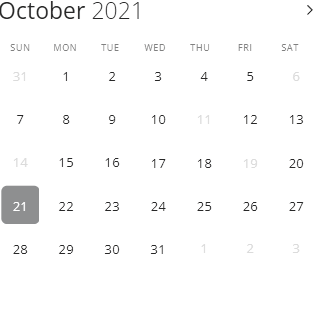 October 2021
SUN MON TUE WED THU FRI SAT
31 1 2 3 4 5 6
7 8 9 10 11 12 13
14 15 16 17 18 19 20
21 22 23 24 25 26 27
28 29 30 31 1 2 3